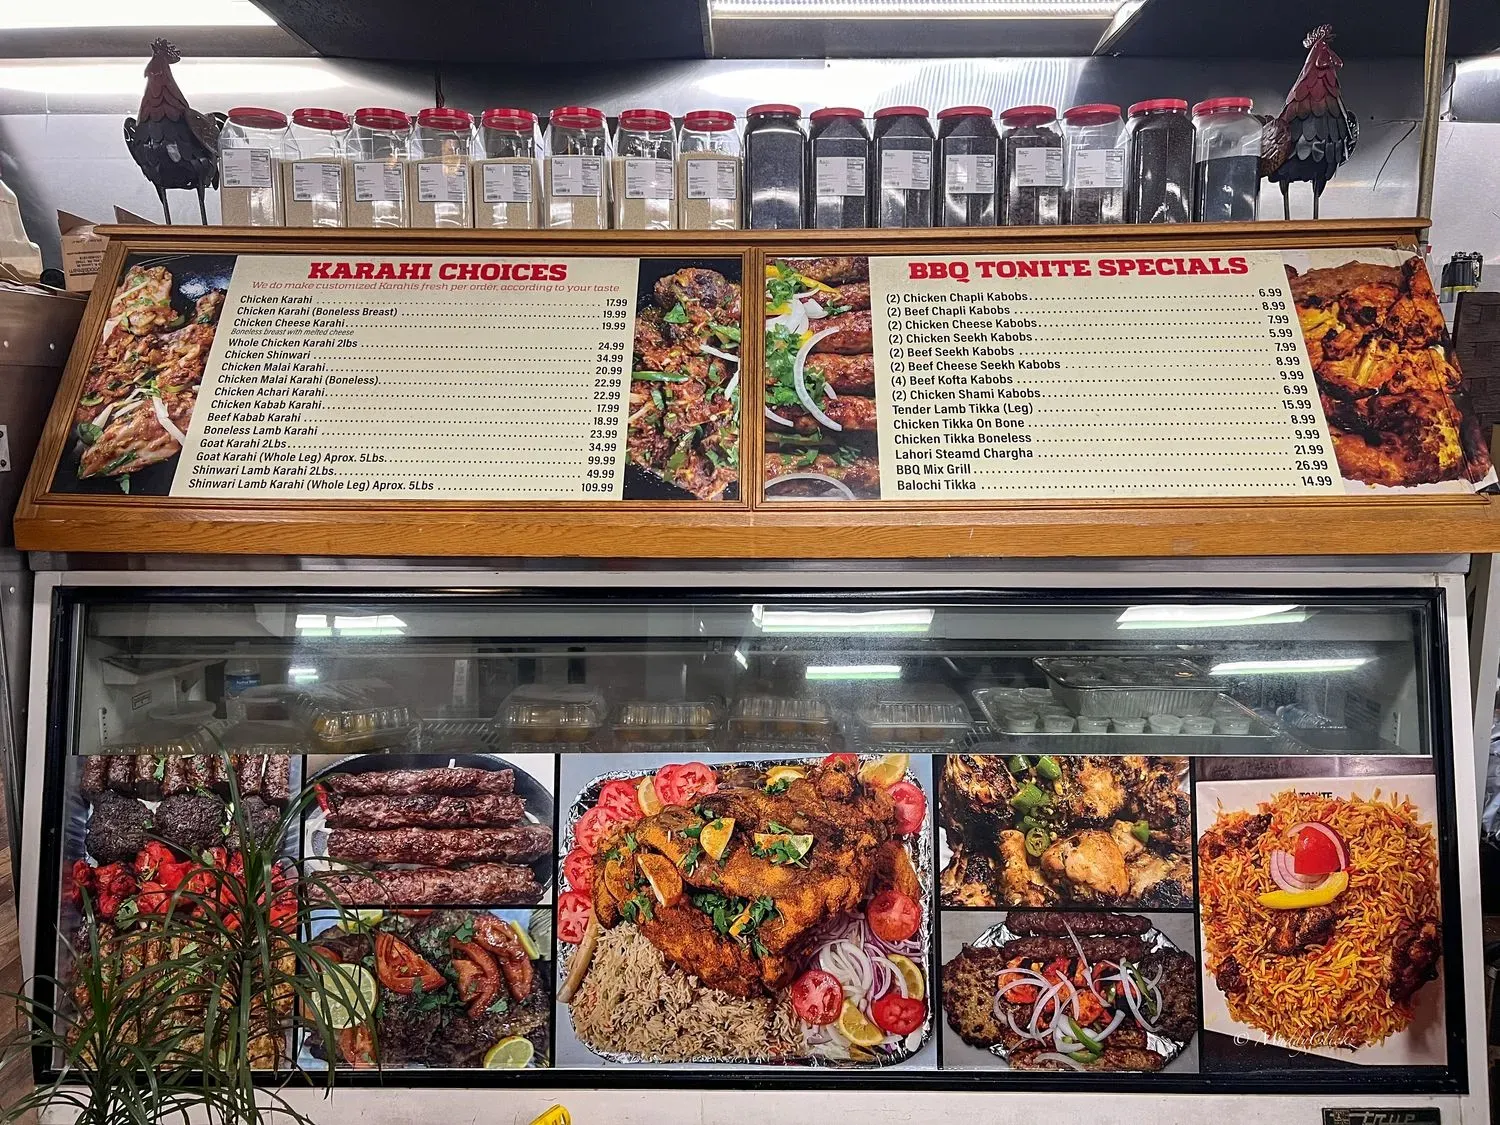 KARAHI CHOICES
We do make customized Karahis fresh per order, according to your taste
Chicken Karahi 17.99
Chicken Karahi (Boneless Breast) 19.99
Chicken Cheese Karahi 19.99
Boneless breast with melted cheese
Whole Chicken Karahi 2lbs 24.99
Chicken Shinwari 34.99
Chicken Malai Karahi 20.99
Chicken Malai Karahi (Boneless) 22.99
Chicken Achari Karahi 22.99
Chicken Kabab Karahi 17.99
Beef Kabab Karahi 18.99
Boneless Lamb Karahi 23.99
Goat Karahi 2Lbs 34.99
Goat Karahi (Whole Leg) Aprox. 5Lbs. 99.99
Shinwari Lamb Karahi 2Lbs. 49.99
Shinwari Lamb Karahi (Whole Leg) Aprox. 5Lbs 109.99
BBQ TONITE SPECIALS
(2) Chicken Chapli Kabobs 6.99
(2) Beef Chapli Kabobs 8.99
(2) Chicken Cheese Kabobs 7.99
(2) Chicken Seekh Kabobs 5.99
(2) Beef Seekh Kabobs 7.99
(2) Beef Cheese Seekh Kabobs 8.99
(4) Beef Kofta Kabobs 9.99
(2) Chicken Shami Kabobs 6.99
Tender Lamb Tikka (Leg) 15.99
Chicken Tikka On Bone 8.99
Chicken Tikka Boneless 9.99
Lahori Steamd Chargha 21.99
BBQ Mix Grill 26.99
Balochi Tikka 14.99
TONITE
true